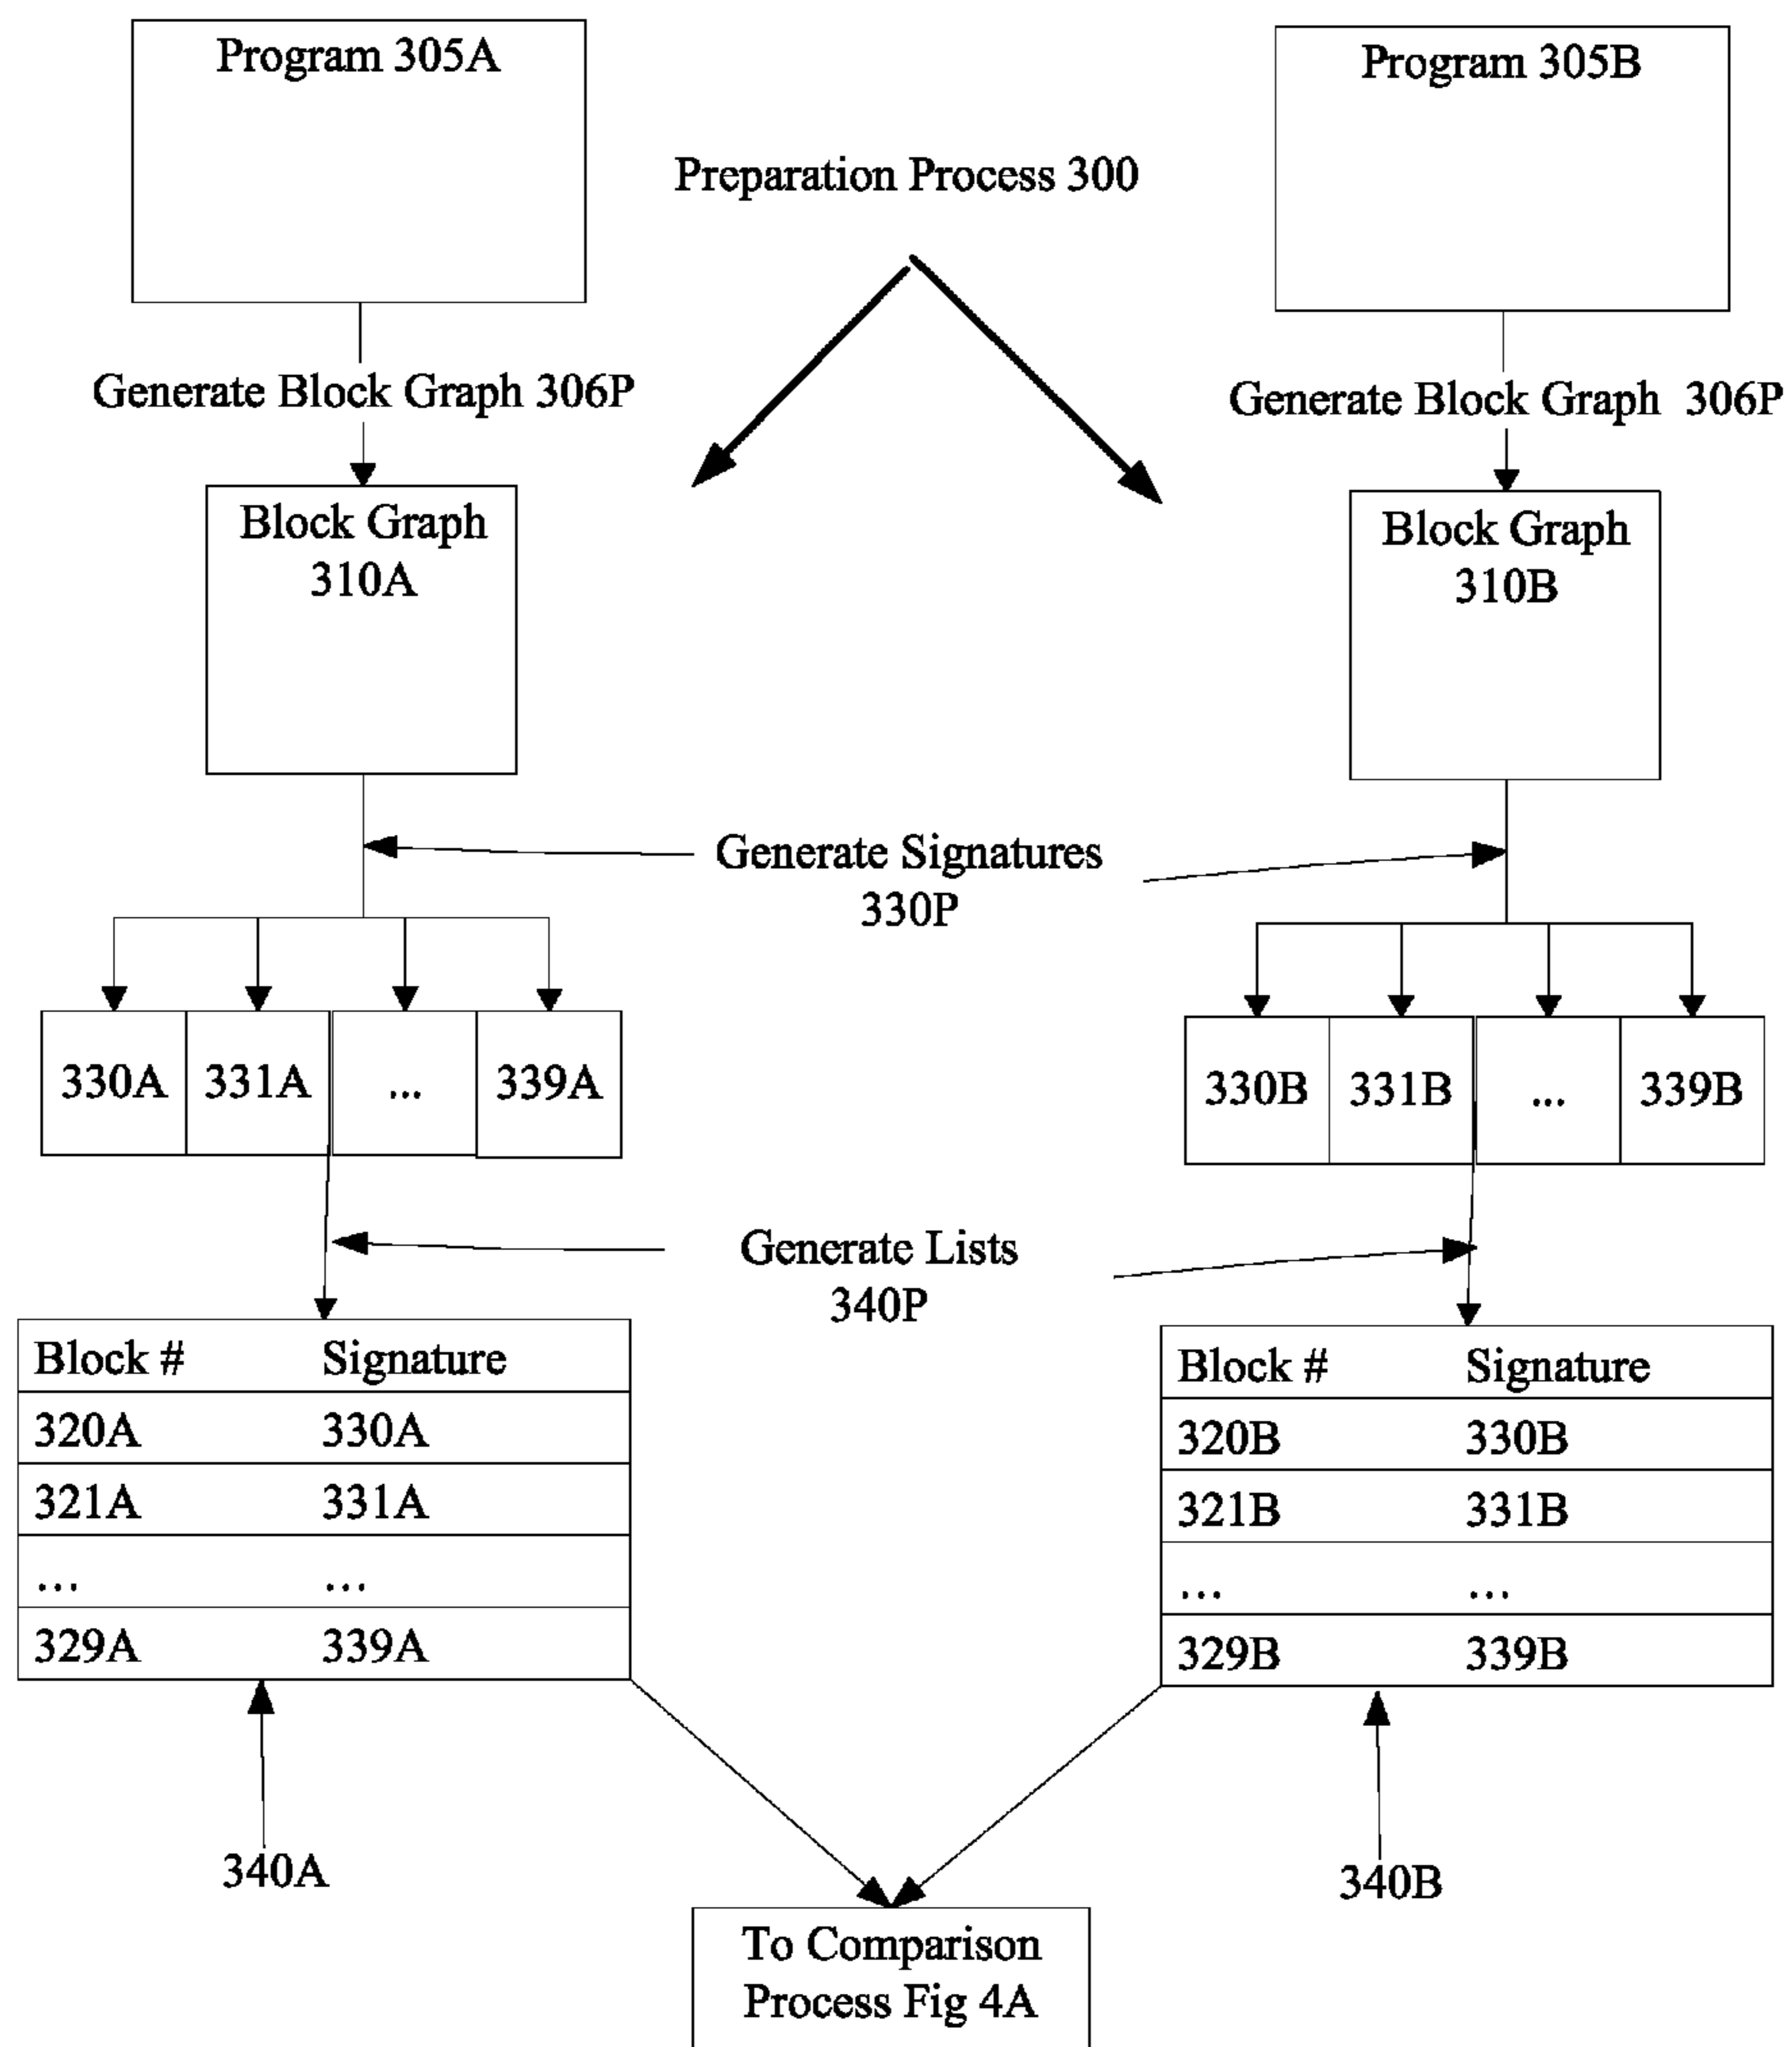 Program 305A
Program 305B
Preparation Process 300
Generate Block Graph 306P
Generate Block Graph 306P
Block Graph
310A
Block Graph
310B
Generate Signatures
330P
330A 331A ... 339A
330B 331B ... 339B
Generate Lists
340P
Block # Signature
320A 330A
321A 331A
... ...
329A 339A
Block # Signature
320B 330B
321B 331B
... ...
329B 339B
340A
340B
To Comparison
Process Fig 4A